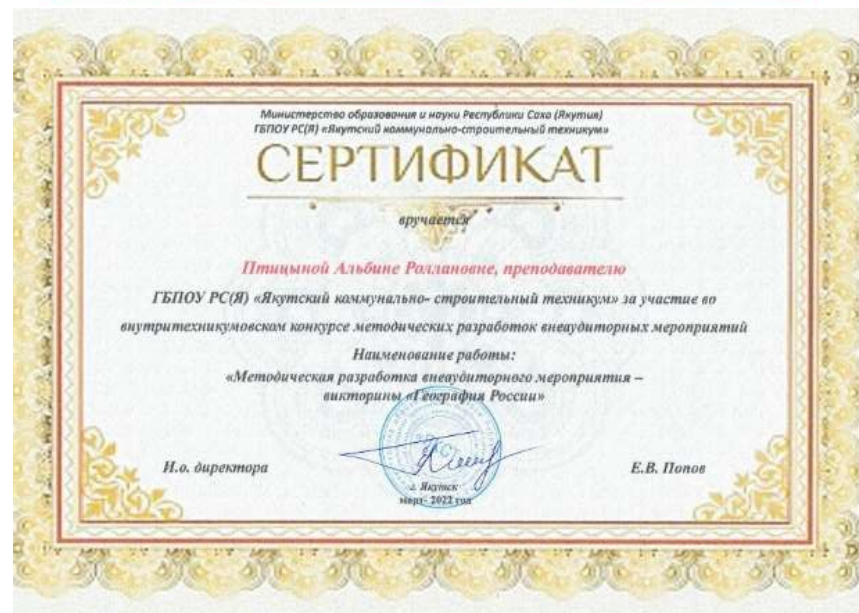 Министерство образования и науки Республики Саха (Якутия)
ГБПОУ РС(Я) «Якутский коммунально-строительный техникум»
СЕРТИФИКАТ
вручается
Птицыной Альбине Роллановне, преподавателю
ГБПОУ РС(Я) «Якутский коммунально- строительный техникум» за участие во
внутритехникумовском конкурсе методических разработок внеаудиторных мероприятий
Наименование работы:
«Методическая разработка внеаудиторного мероприятия –
викторины «География России»
И.о. директора
Е.В. Попов
г. Якутск
март- 2022 год